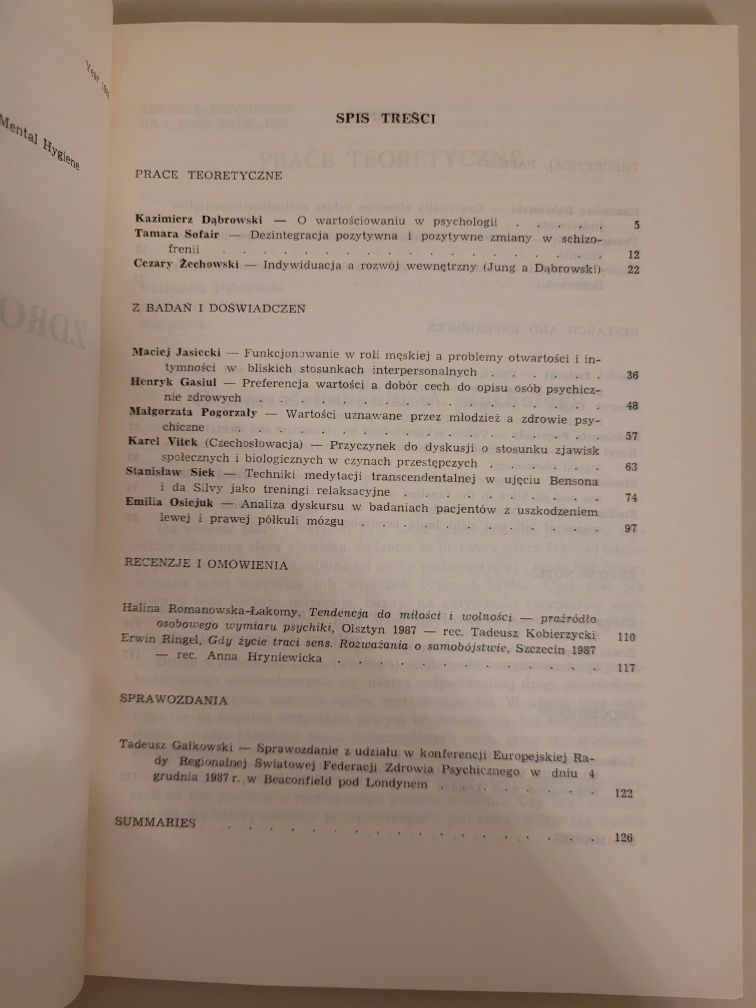 Mental Hygiene
SPIS TREŚCI
PRACE TEORETYCZNE
Kazimierz Dąbrowski — O wartościowaniu w psychologii . . . . . 5
Tamara Sofair — Dezintegracja pozytywna i pozytywne zmiany w schizo-
frenii . . . . . . . . . . . . . . 12
Cezary Żechowski — Indywiduacja a rozwój wewnętrzny (Jung a Dąbrowski) 22
Z BADAŃ I DOŚWIADCZEŃ
Maciej Jasiecki — Funkcjonowanie w roli męskiej a problemy otwartości i in-
tymności w bliskich stosunkach interpersonalnych . . . . . . 36
Henryk Gasiul — Preferencja wartości a dobór cech do opisu osób psychicz-
nie zdrowych . . . . . . . . . . . . . 48
Małgorzata Pogorzały — Wartości uznawane przez młodzież a zdrowie psy-
chiczne . . . . . . . . . . . . . . 57
Karel Vitek (Czechosłowacja) — Przyczynek do dyskusji o stosunku zjawisk
społecznych i biologicznych w czynach przestępczych . . . . . . 63
Stanisław Siek — Techniki medytacji transcendentalnej w ujęciu Bensona
i da Silvy jako treningi relaksacyjne . . . . . . . . 74
Emilia Osiejuk — Analiza dyskursu w badaniach pacjentów z uszkodzeniem
lewej i prawej półkuli mózgu . . . . . . . . . . 97
RECENZJE I OMÓWIENIA
Halina Romanowska-Łakomy, Tendencja do miłości i wolności — praźródło
osobowego wymiaru psychiki, Olsztyn 1987 — rec. Tadeusz Kobierzycki 110
Erwin Ringel, Gdy życie traci sens. Rozważania o samobójstwie, Szczecin 1987
— rec. Anna Hryniewicka . . . . . . . . . . . 117
SPRAWOZDANIA
Tadeusz Gałkowski — Sprawozdanie z udziału w konferencji Europejskiej Ra-
dy Regionalnej Światowej Federacji Zdrowia Psychicznego w dniu 4
grudnia 1987 r. w Beaconfield pod Londynem . . . . . . . 122
SUMMARIES . . . . . . . . . . . . . . . 126